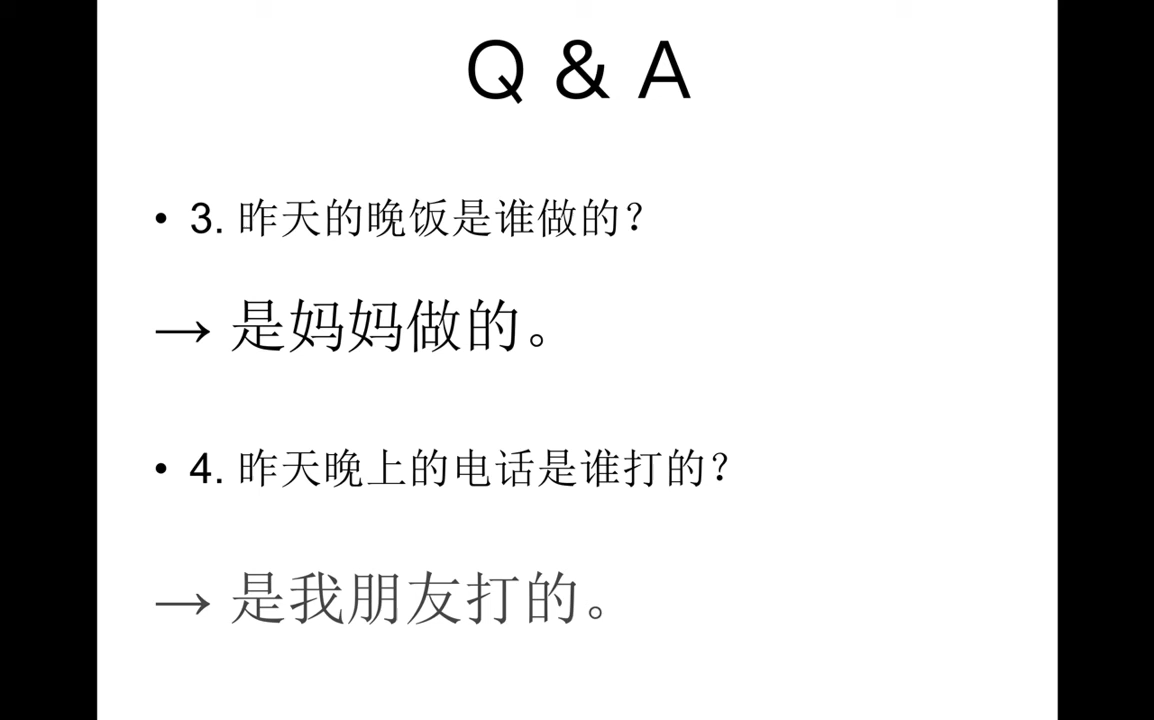 Q & A
• 3. 昨天的晚饭是谁做的？
→ 是妈妈做的。
• 4. 昨天晚上的电话是谁打的？
→ 是我朋友打的。